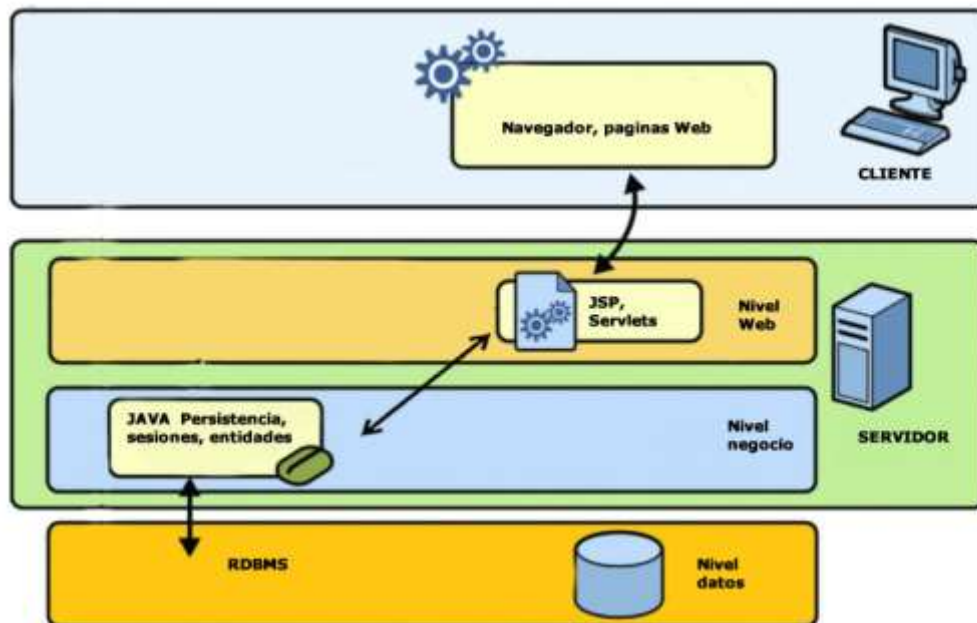 Navegador, paginas Web
CLIENTE
JSP,
Servlets
Nivel
Web
JAVA Persistencia,
sesiones, entidades
Nivel
negocio
SERVIDOR
RDBMS
Nivel
datos